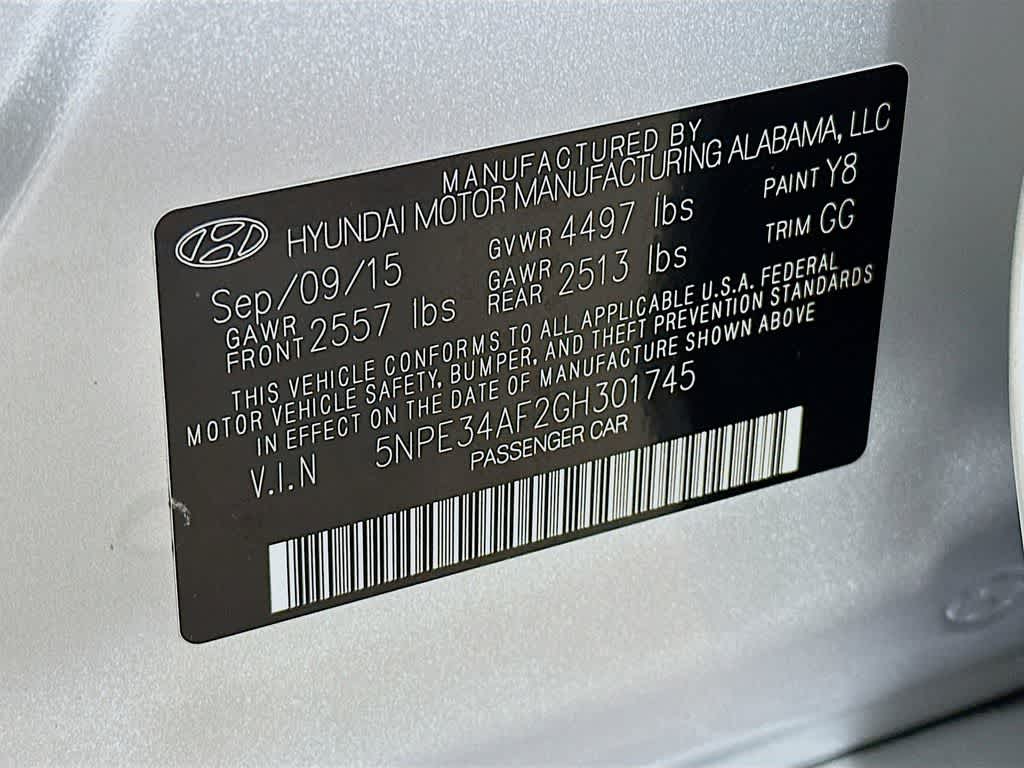 MANUFACTURED BY
HYUNDAI MOTOR MANUFACTURING ALABAMA, LLC
Sep/09/15 GVWR 4497 lbs PAINT Y8
GAWR FRONT 2557 lbs GAWR REAR 2513 lbs TRIM GG
THIS VEHICLE CONFORMS TO ALL APPLICABLE U.S.A. FEDERAL
MOTOR VEHICLE SAFETY, BUMPER, AND THEFT PREVENTION STANDARDS
IN EFFECT ON THE DATE OF MANUFACTURE SHOWN ABOVE
V.I.N 5NPE34AF2GH301745
PASSENGER CAR